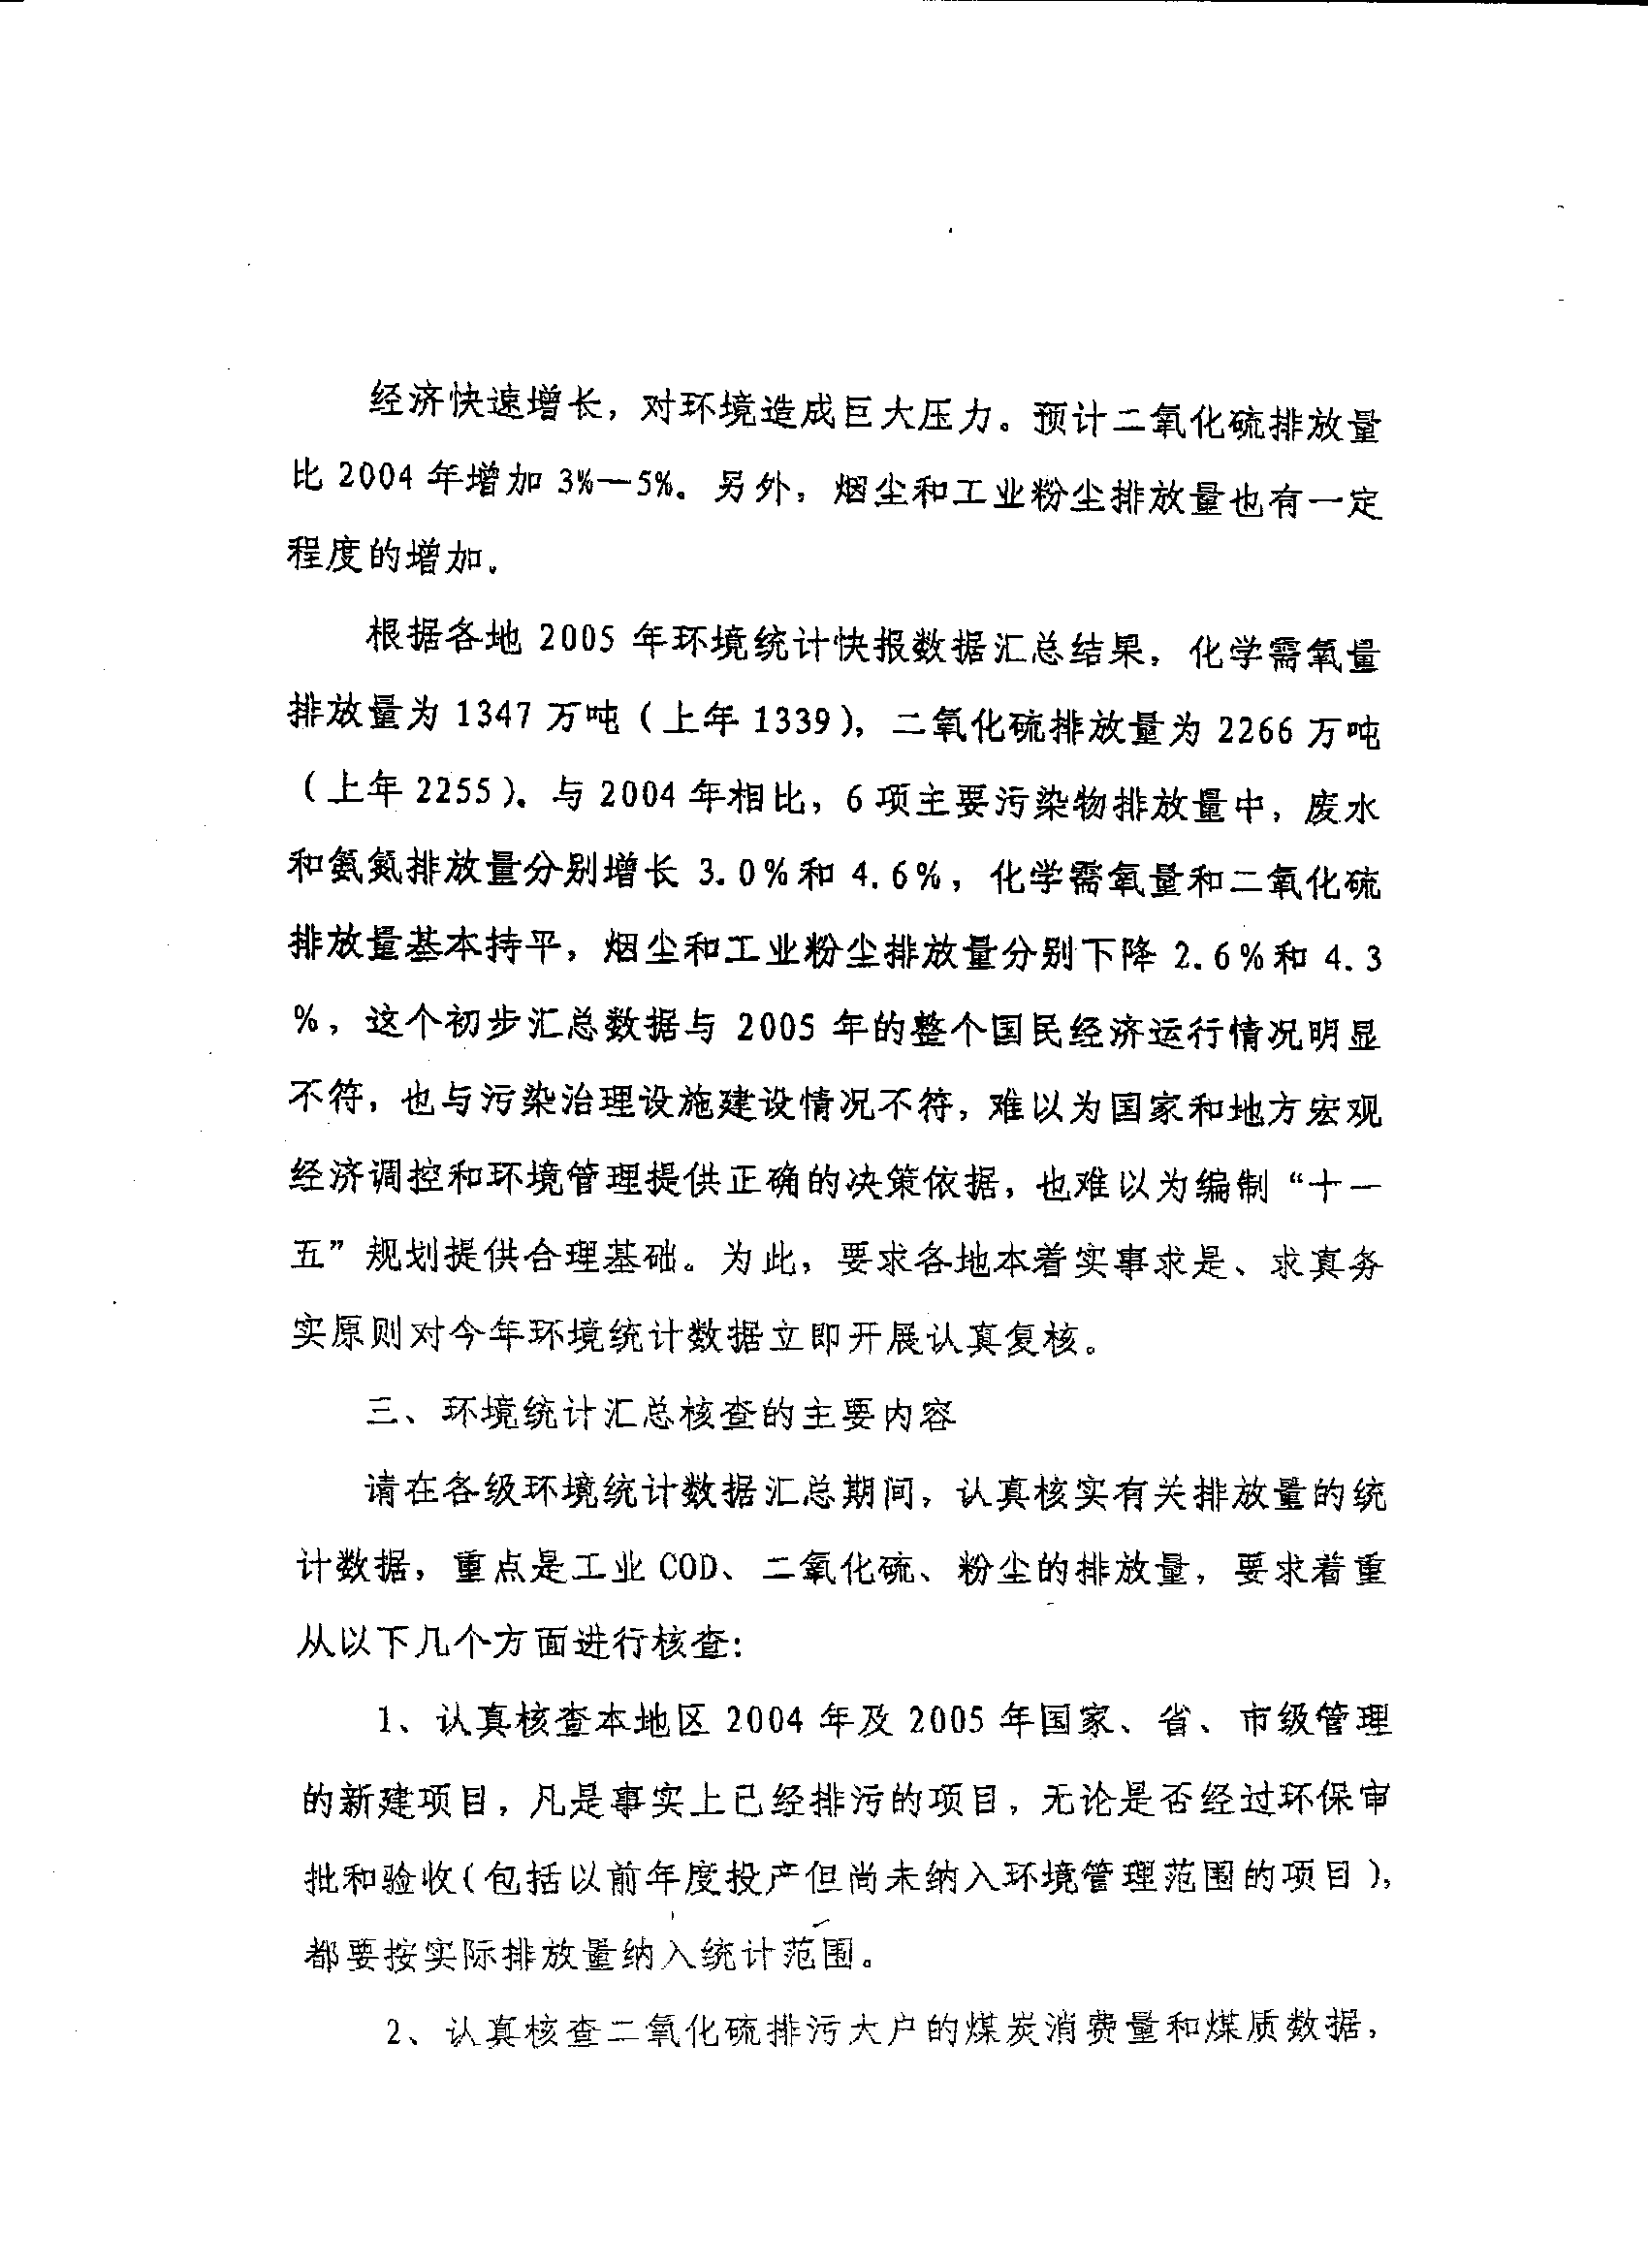 经济快速增长，对环境造成巨大压力。预计二氧化硫排放量
比 2004 年增加 3%—5%。另外，烟尘和工业粉尘排放量也有一定
程度的增加。
根据各地 2005 年环境统计快报数据汇总结果，化学需氧量
排放量为 1347 万吨（上年 1339），二氧化硫排放量为 2266 万吨
（上年 2255）。与 2004 年相比，6 项主要污染物排放量中，废水
和氨氮排放量分别增长 3.0%和 4.6%，化学需氧量和二氧化硫
排放量基本持平，烟尘和工业粉尘排放量分别下降 2.6%和 4.3
%，这个初步汇总数据与 2005 年的整个国民经济运行情况明显
不符，也与污染治理设施建设情况不符，难以为国家和地方宏观
经济调控和环境管理提供正确的决策依据，也难以为编制“十一
五”规划提供合理基础。为此，要求各地本着实事求是、求真务
实原则对今年环境统计数据立即开展认真复核。
三、环境统计汇总核查的主要内容
请在各级环境统计数据汇总期间，认真核实有关排放量的统
计数据，重点是工业 COD、二氧化硫、粉尘的排放量，要求着重
从以下几个方面进行核查：
1、认真核查本地区 2004 年及 2005 年国家、省、市级管理
的新建项目，凡是事实上已经排污的项目，无论是否经过环保审
批和验收（包括以前年度投产但尚未纳入环境管理范围的项目），
都要按实际排放量纳入统计范围。
2、认真核查二氧化硫排污大户的煤炭消费量和煤质数据，